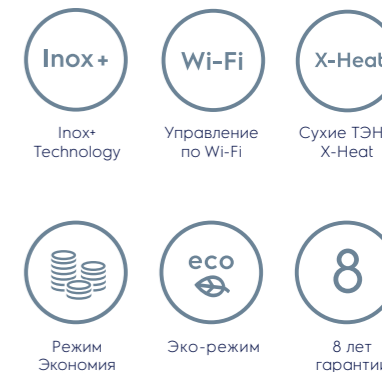 Inox+
Wi-Fi
X-Heat
Inox+
Technology
Управление
по Wi-Fi
Сухие ТЭН
X-Heat
eco
8
Режим
Экономия
Эко-режим
8 лет
гарантии